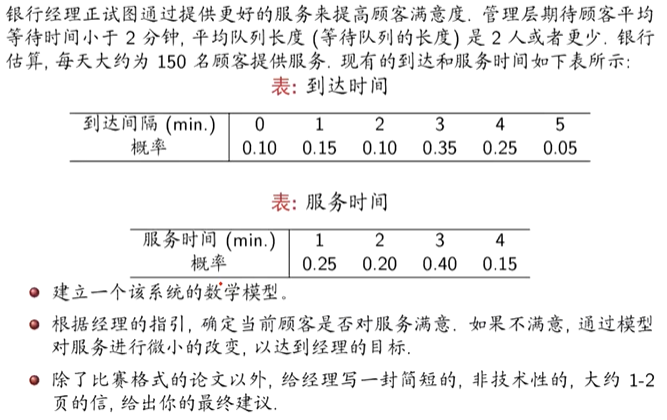 银行经理正试图通过提供更好的服务来提高顾客满意度. 管理层期待顾客平均
等待时间小于 2 分钟, 平均队列长度 (等待队列的长度) 是 2 人或者更少. 银行
估算, 每天大约为 150 名顾客提供服务. 现有的到达和服务时间如下表所示:
表: 到达时间
到达间隔 (min.) 0 1 2 3 4 5
概率 0.10 0.15 0.10 0.35 0.25 0.05
表: 服务时间
服务时间 (min.) 1 2 3 4
概率 0.25 0.20 0.40 0.15
建立一个该系统的数学模型。
根据经理的指引, 确定当前顾客是否对服务满意. 如果不满意, 通过模型
对服务进行微小的改变, 以达到经理的目标.
除了比赛格式的论文以外, 给经理写一封简短的, 非技术性的, 大约 1-2
页的信, 给出你的最终建议.